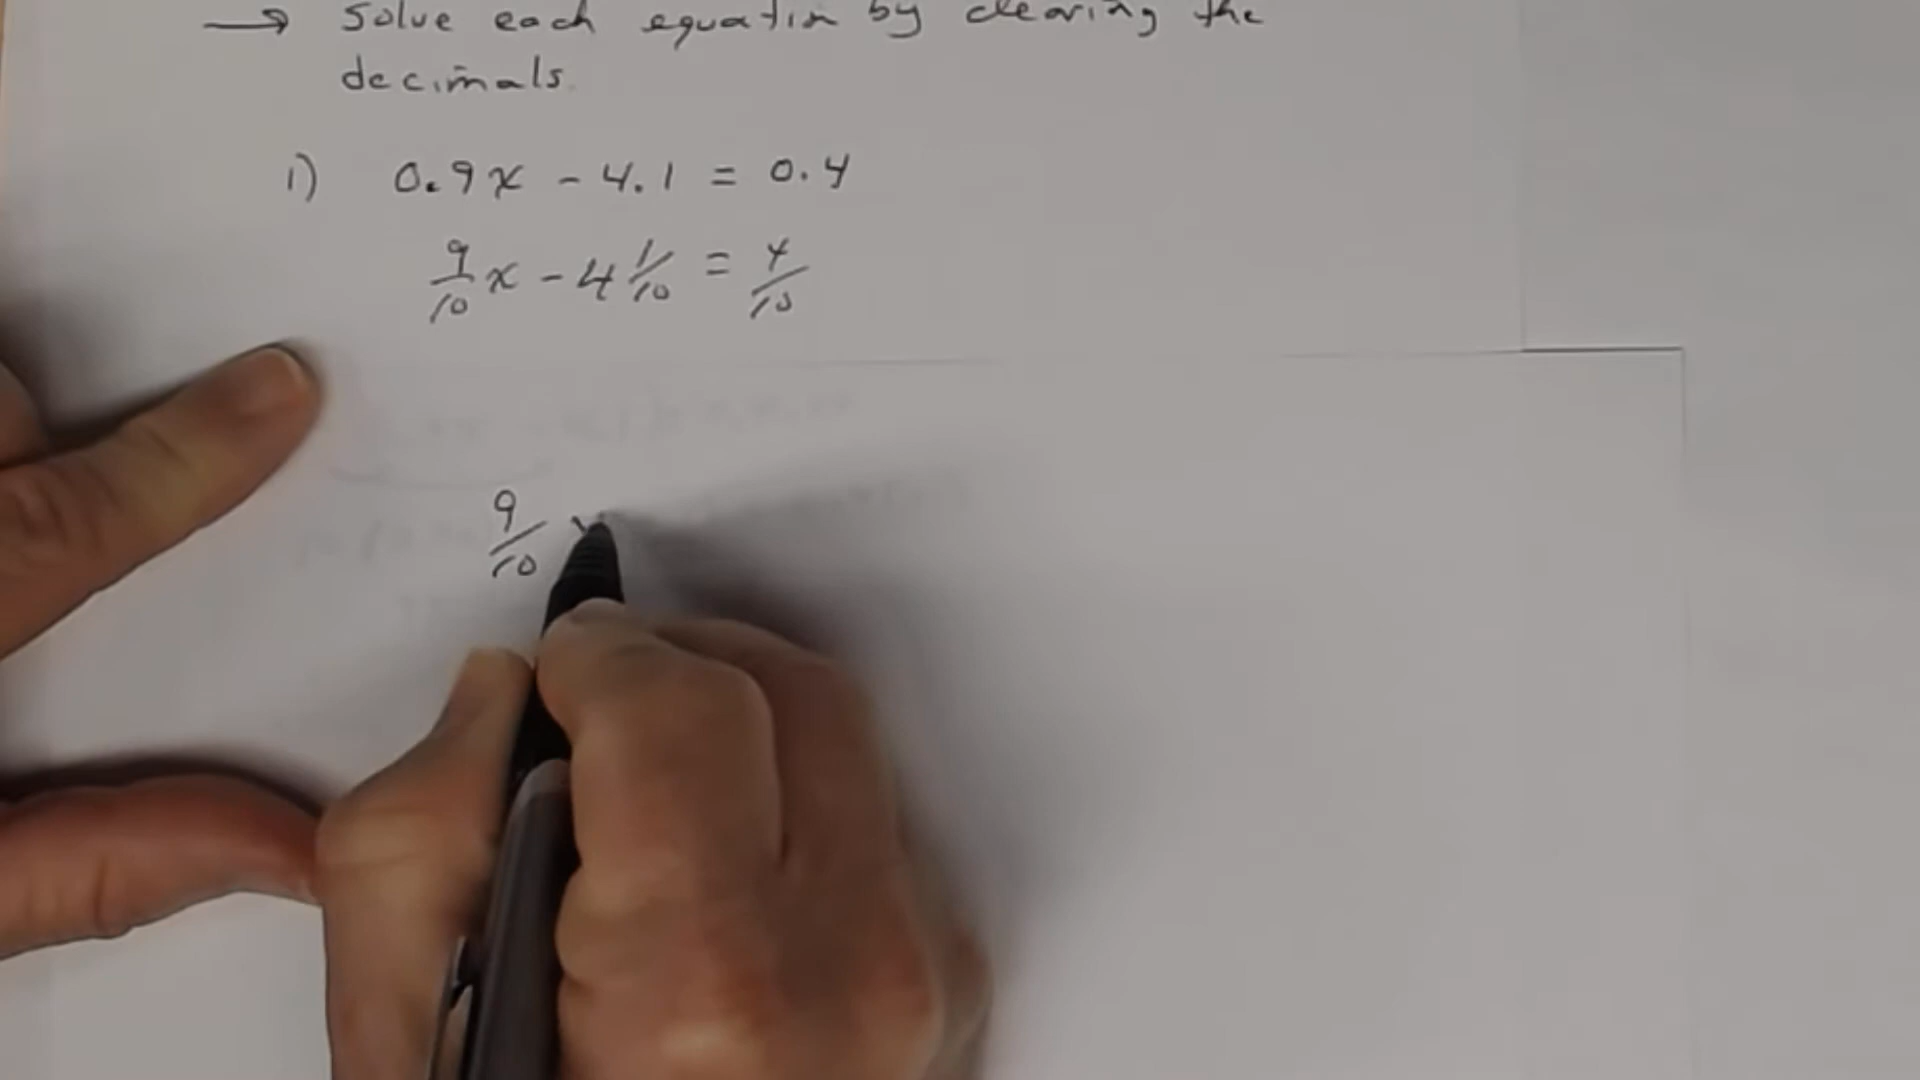 → Solve each equation by clearing the
decimals.
1) 0.9x - 4.1 = 0.4
9/10 x - 4 1/10 = 4/10
9/10